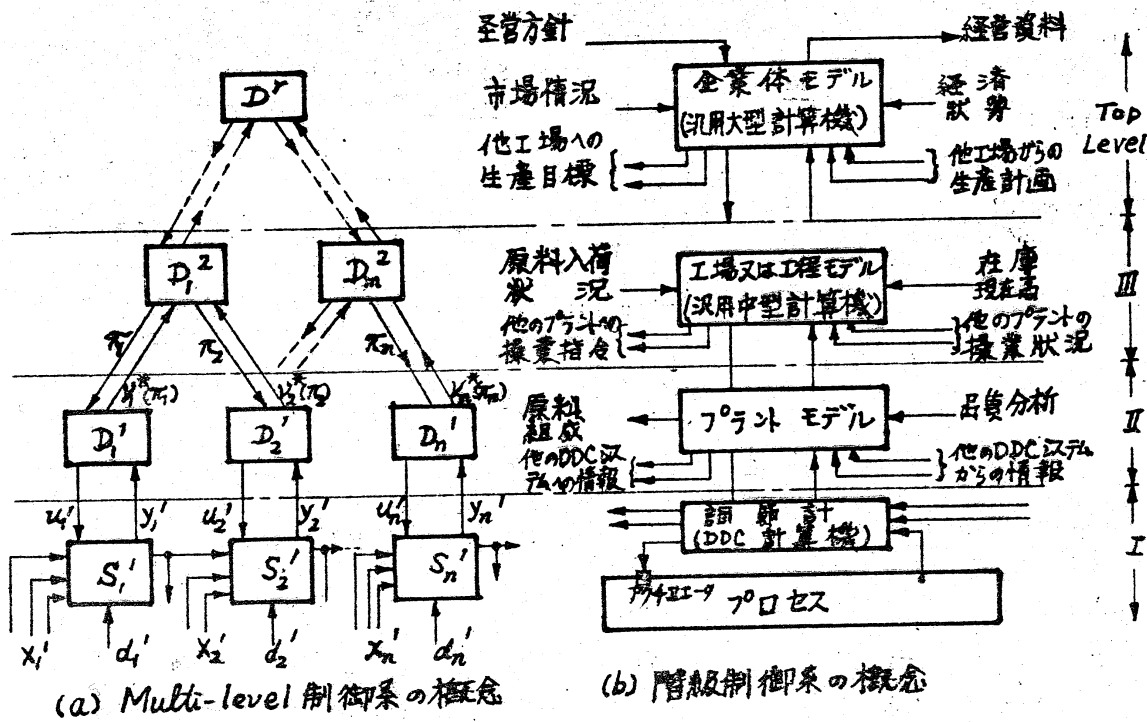 D^r
D_1^2
D_m^2
π_1
π_2
π_n
γ_1^*(π_1)
γ_2^*(π_2)
γ_n^*(π_n)
D_1'
D_2'
D_n'
u_1'
y_1'
u_2'
y_2'
u_n'
y_n'
S_1'
S_2'
S_n'
x_1'
d_1'
x_2'
d_2'
x_n'
d_n'
(a) Multi-level 制御系の概念
経営方針
経営資料
市場情況
企業体モデル
(汎用大型計算機)
経済
状勢
他工場への
生産目標
他工場からの
生産計画
Top
Level
原料入荷
状況
工場又は工程モデル
(汎用中型計算機)
在庫
現在高
他のプラントへの
操業指令
他のプラントの
操業状況
III
原料
組成
プラント モデル
品質分析
他のDDCシス
テムへの情報
他のDDCシステム
からの情報
II
調節計
(DDC計算機)
アクチュエータ
プロセス
I
(b) 階級制御系の概念